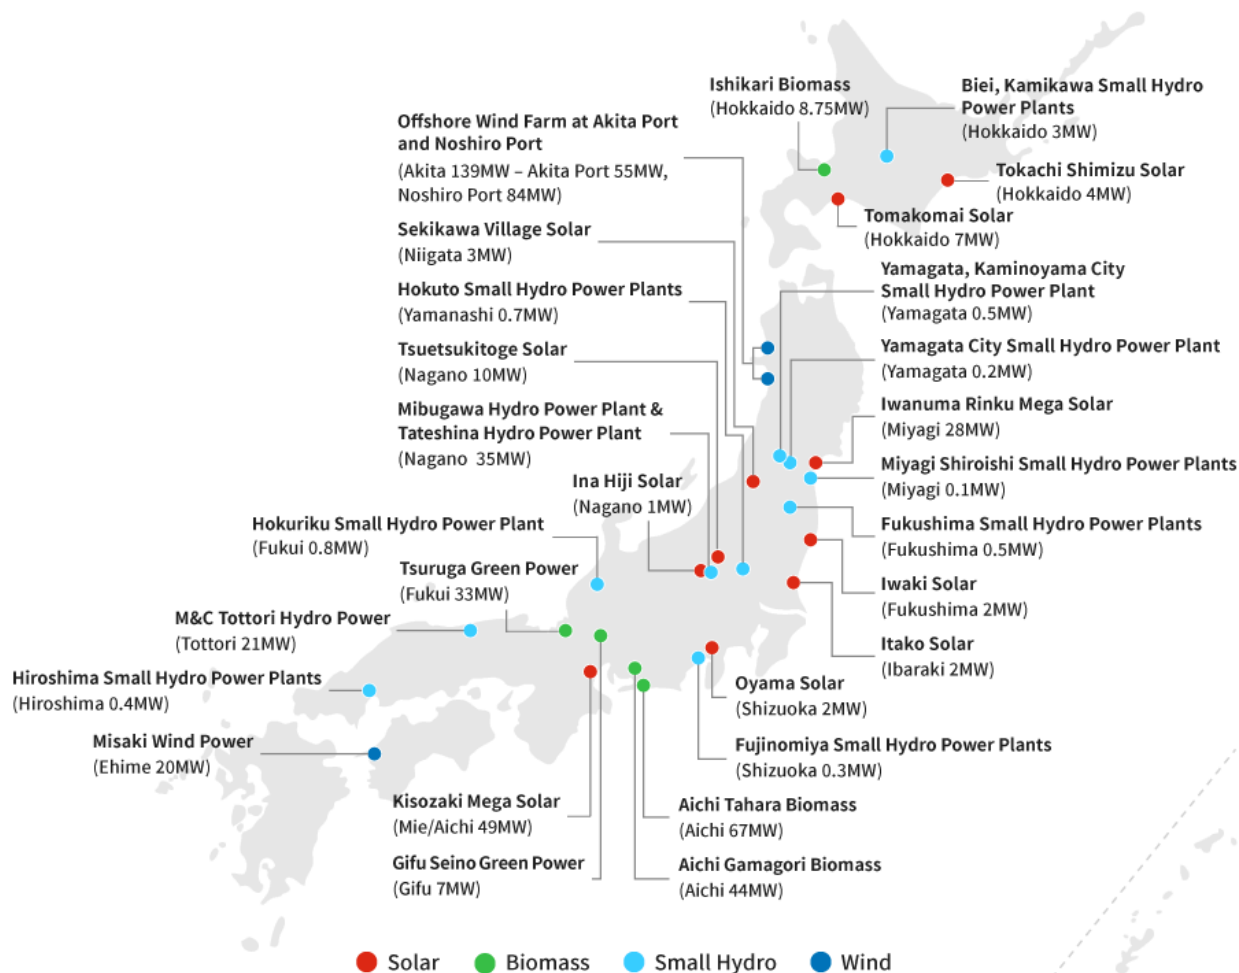 Ishikari Biomass
(Hokkaido 8.75MW)
Biei, Kamikawa Small Hydro
Power Plants
(Hokkaido 3MW)
Offshore Wind Farm at Akita Port
and Noshiro Port
(Akita 139MW – Akita Port 55MW,
Noshiro Port 84MW)
Tokachi Shimizu Solar
(Hokkaido 4MW)
Tomakomai Solar
(Hokkaido 7MW)
Sekikawa Village Solar
(Niigata 3MW)
Yamagata, Kaminoyama City
Small Hydro Power Plant
(Yamagata 0.5MW)
Hokuto Small Hydro Power Plants
(Yamanashi 0.7MW)
Tsuetsukitoge Solar
(Nagano 10MW)
Yamagata City Small Hydro Power Plant
(Yamagata 0.2MW)
Mibugawa Hydro Power Plant &
Tateshina Hydro Power Plant
(Nagano 35MW)
Iwanuma Rinku Mega Solar
(Miyagi 28MW)
Miyagi Shiroishi Small Hydro Power Plants
(Miyagi 0.1MW)
Ina Hiji Solar
(Nagano 1MW)
Hokuriku Small Hydro Power Plant
(Fukui 0.8MW)
Fukushima Small Hydro Power Plants
(Fukushima 0.5MW)
Tsuruga Green Power
(Fukui 33MW)
Iwaki Solar
(Fukushima 2MW)
M&C Tottori Hydro Power
(Tottori 21MW)
Itako Solar
(Ibaraki 2MW)
Hiroshima Small Hydro Power Plants
(Hiroshima 0.4MW)
Oyama Solar
(Shizuoka 2MW)
Misaki Wind Power
(Ehime 20MW)
Fujinomiya Small Hydro Power Plants
(Shizuoka 0.3MW)
Kisozaki Mega Solar
(Mie/Aichi 49MW)
Aichi Tahara Biomass
(Aichi 67MW)
Gifu Seino Green Power
(Gifu 7MW)
Aichi Gamagori Biomass
(Aichi 44MW)
Solar
Biomass
Small Hydro
Wind